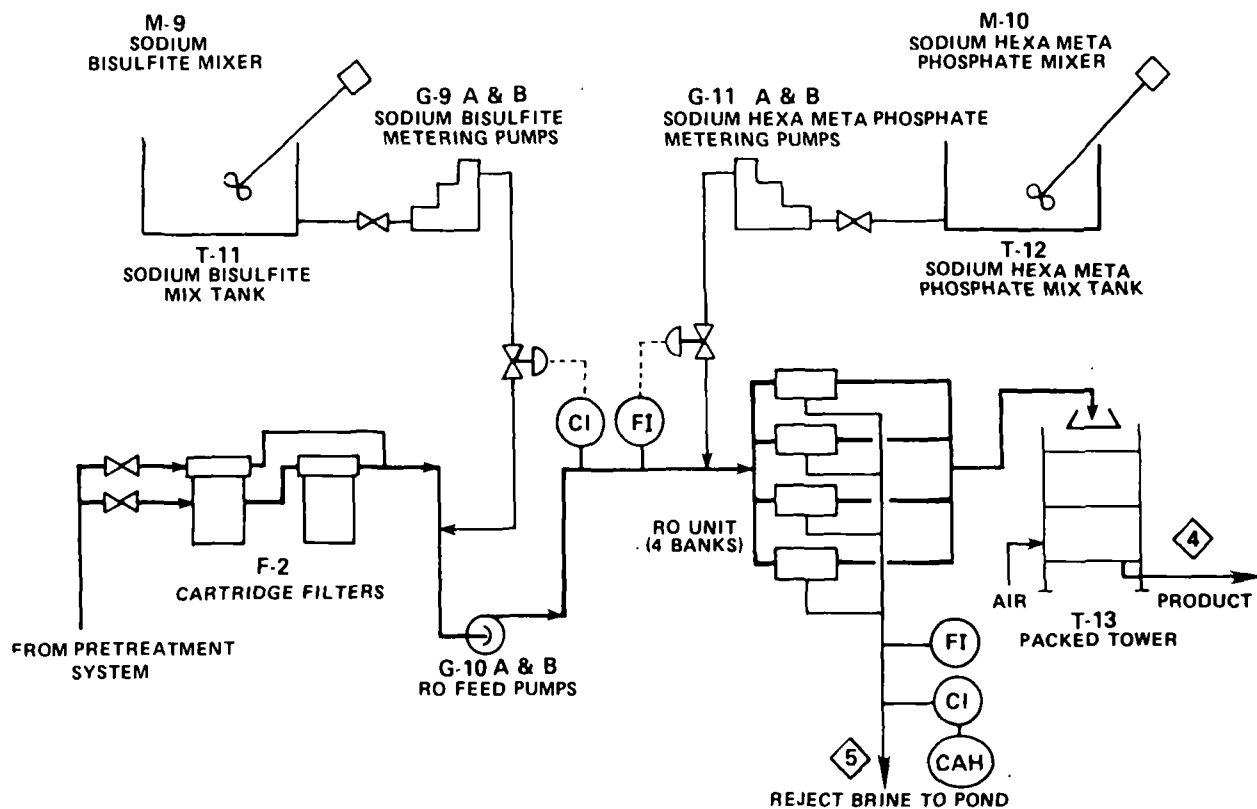 M-9
SODIUM
BISULFITE MIXER
M-10
SODIUM HEXA META
PHOSPHATE MIXER
G-9 A & B
SODIUM BISULFITE
METERING PUMPS
G-11 A & B
SODIUM HEXA META PHOSPHATE
METERING PUMPS
T-11
SODIUM BISULFITE
MIX TANK
T-12
SODIUM HEXA META
PHOSPHATE MIX TANK
CI
FI
RO UNIT
(4 BANKS)
F-2
CARTRIDGE FILTERS
FROM PRETREATMENT
SYSTEM
G-10 A & B
RO FEED PUMPS
AIR
4
PRODUCT
T-13
PACKED TOWER
FI
CI
CAH
5
REJECT BRINE TO POND